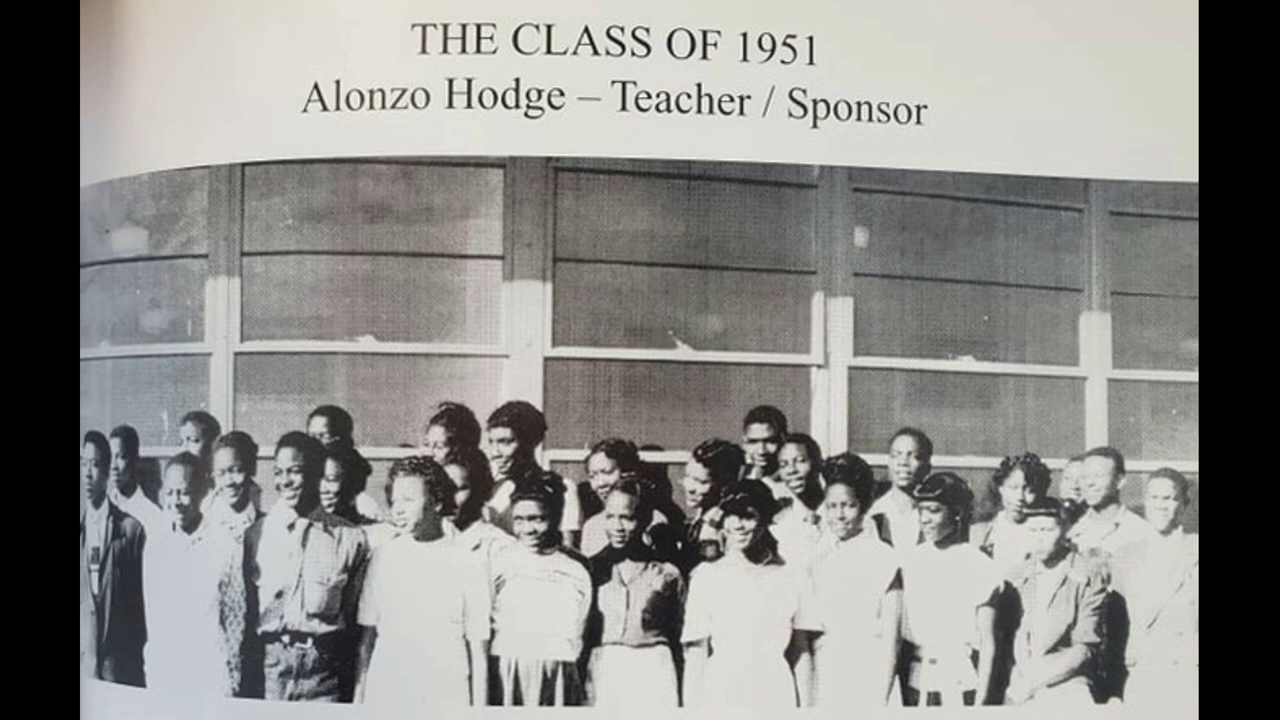 THE CLASS OF 1951
Alonzo Hodge – Teacher / Sponsor